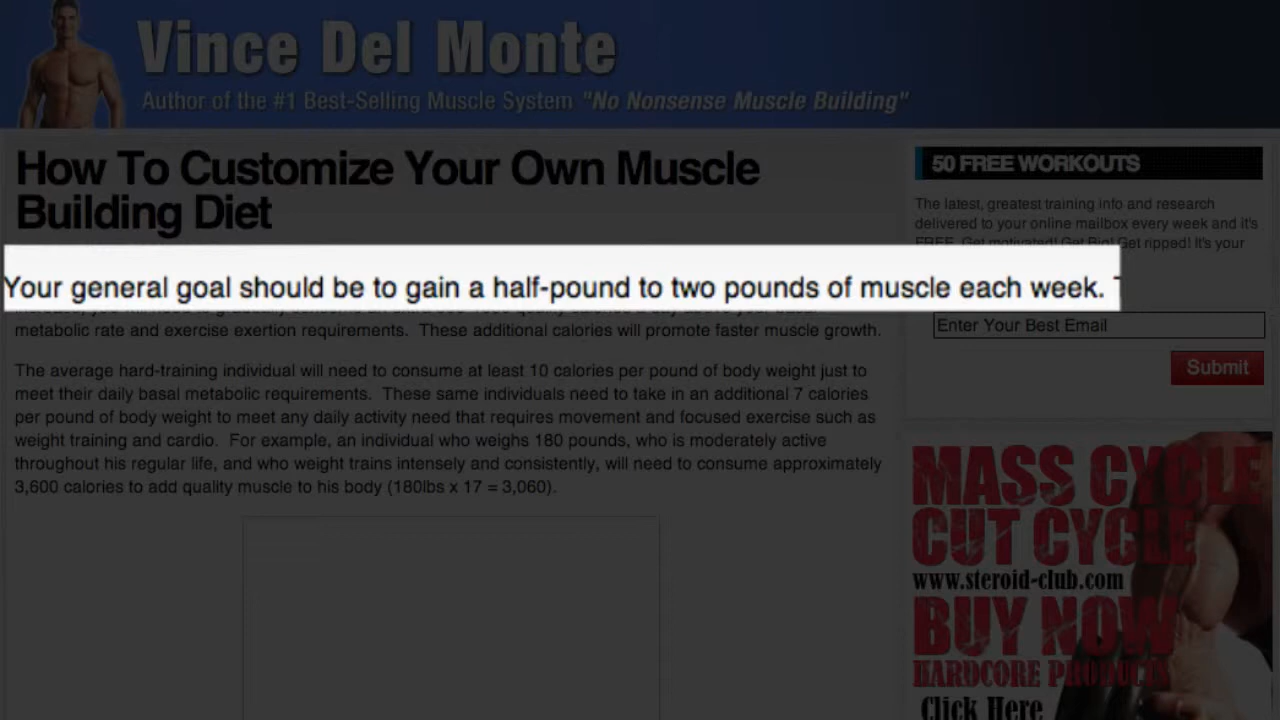 Vince Del Monte
Author of the #1 Best-Selling Muscle System "No Nonsense Muscle Building"
How To Customize Your Own Muscle
Building Diet
Your general goal should be to gain a half-pound to two pounds of muscle each week.
metabolic rate and exercise exertion requirements.  These additional calories will promote faster muscle growth.
The average hard-training individual will need to consume at least 10 calories per pound of body weight just to
meet their daily basal metabolic requirements.  These same individuals need to take in an additional 7 calories
per pound of body weight to meet any daily activity need that requires movement and focused exercise such as
weight training and cardio.  For example, an individual who weighs 180 pounds, who is moderately active
throughout his regular life, and who weight trains intensely and consistently, will need to consume approximately
3,600 calories to add quality muscle to his body (180lbs x 17 = 3,060).
50 FREE WORKOUTS
The latest, greatest training info and research
delivered to your online mailbox every week and it's
FREE. Get motivated! Get Big! Get ripped! It's your
Enter Your Best Email
Submit
MASS CYCLE
CUT CYCLE
www.steroid-club.com
BUY NOW
HARDCORE PRODUCTS
Click Here